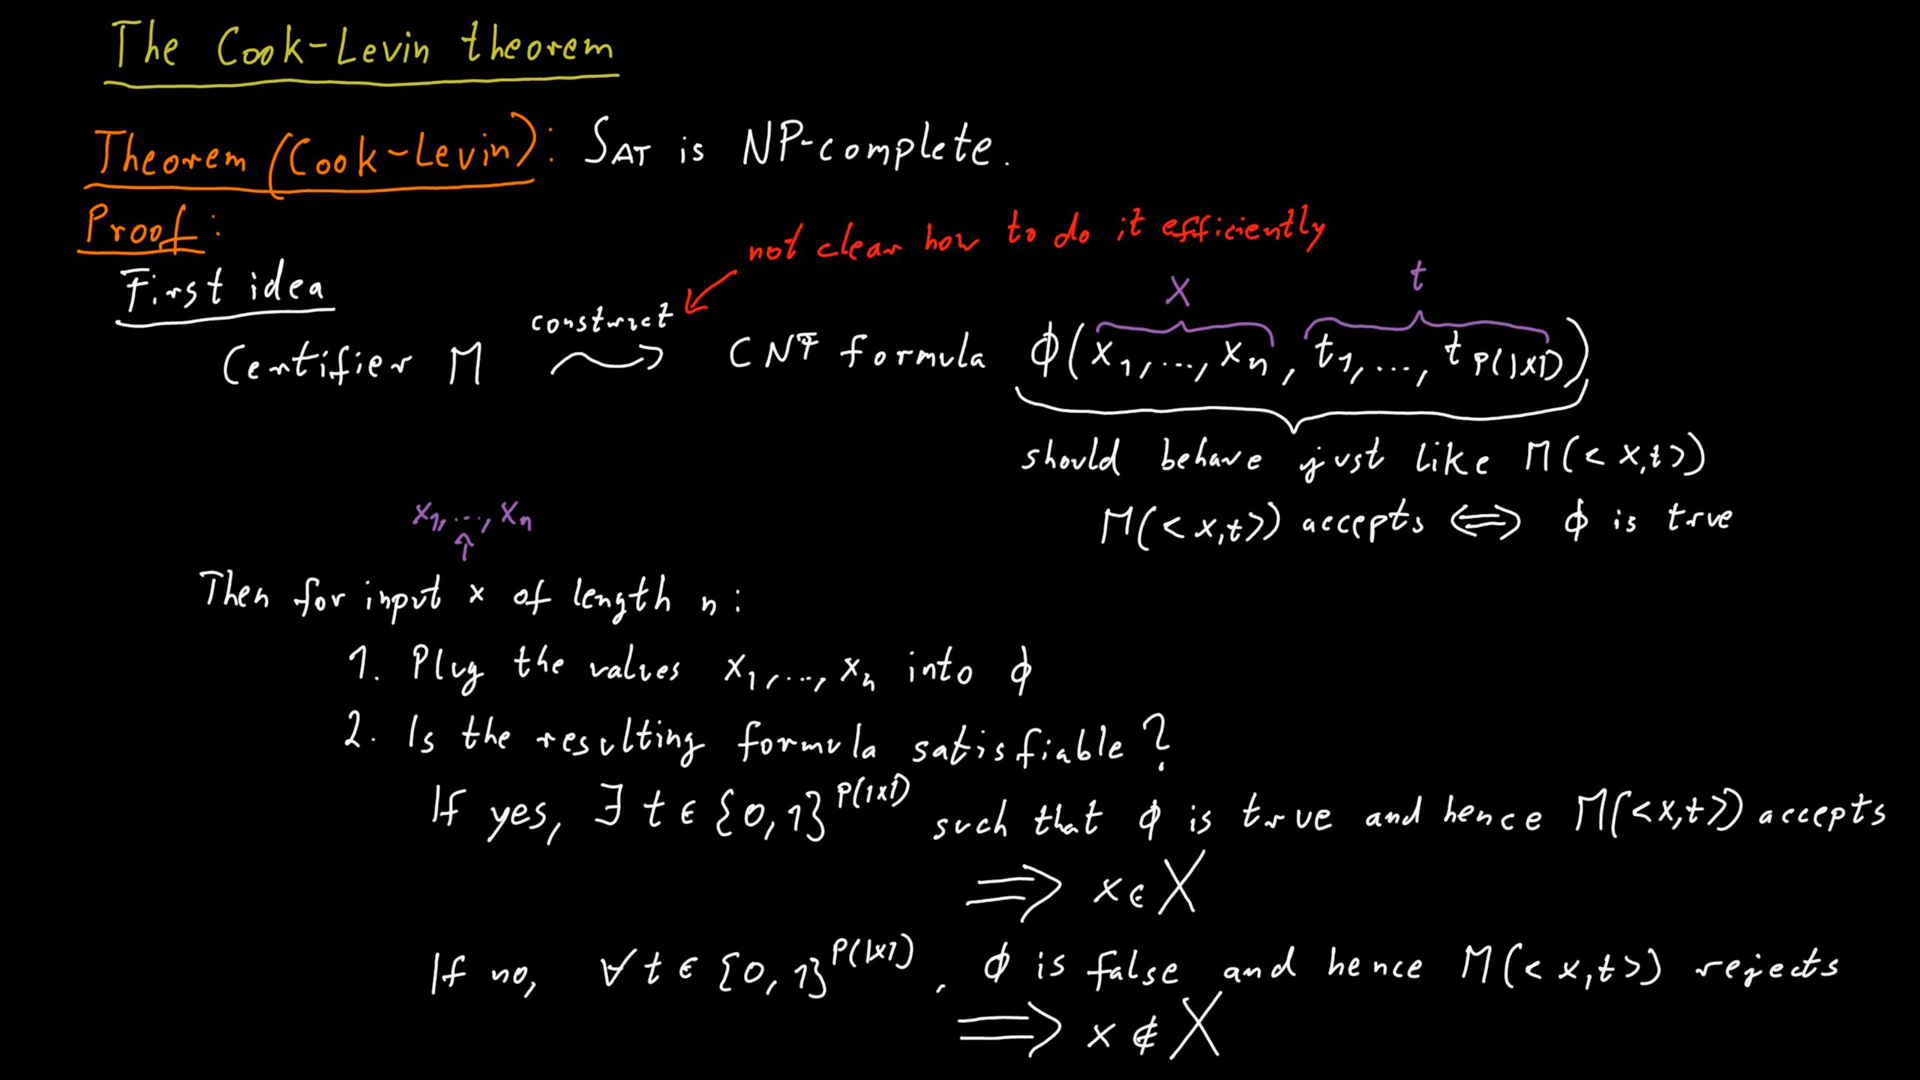 The Cook-Levin theorem
Theorem (Cook-Levin): SAT is NP-complete.
Proof:
not clear how to do it efficiently
First idea
construct
x t
Certifier M ⟿ CNF formula ϕ(x₁,...,xₙ, t₁,...,t_p(|x|))
should behave just like M(<x,t>)
M(<x,t>) accepts ⟺ ϕ is true
x₁,...,xₙ
↑
Then for input x of length n:
1. Plug the values x₁,...,xₙ into ϕ
2. Is the resulting formula satisfiable?
If yes, ∃ t ∈ {0,1}^p(|x|) such that ϕ is true and hence M(<x,t>) accepts
⟹ x ∈ X
If no, ∀ t ∈ {0,1}^p(|x|), ϕ is false and hence M(<x,t>) rejects
⟹ x ∉ X